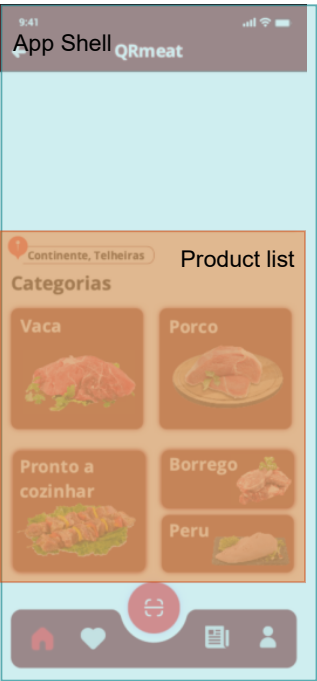 9:41
App Shell
QRmeat
Continente, Telheiras
Product list
Categorias
Vaca
Porco
Pronto a
cozinhar
Borrego
Peru